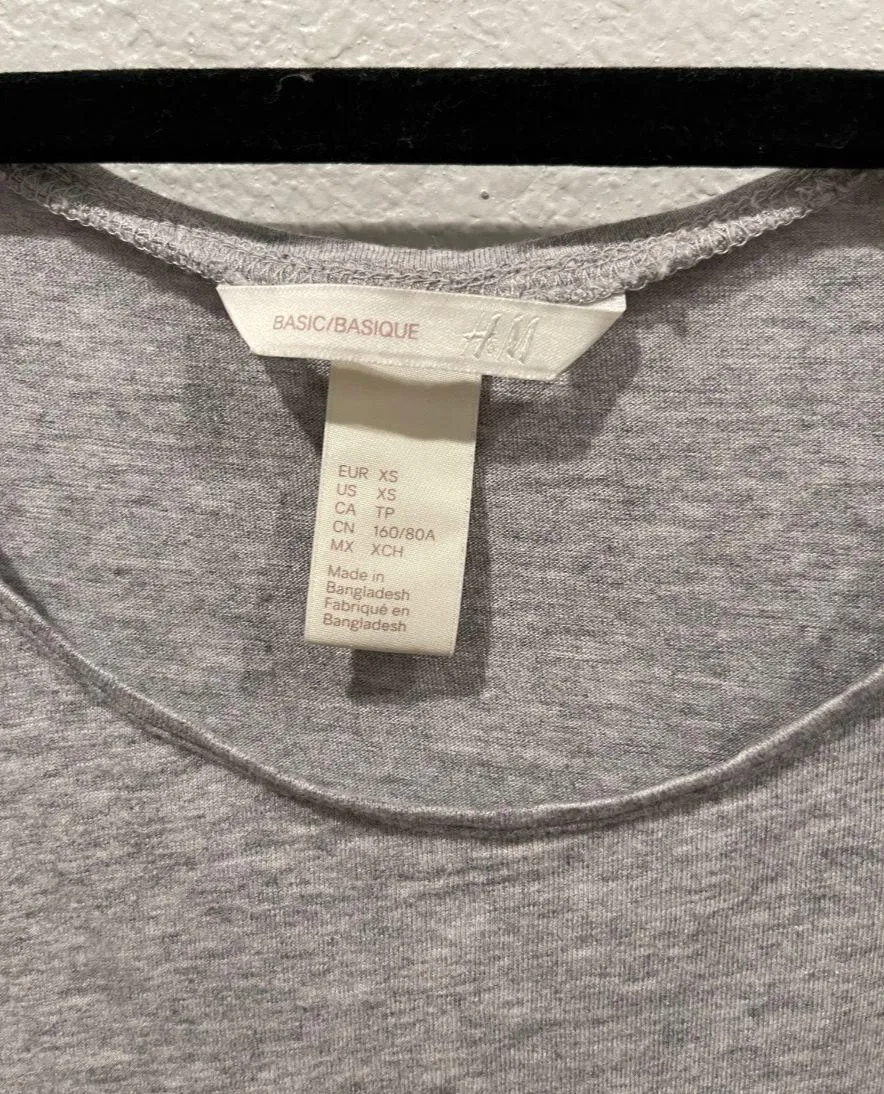 BASIC/BASIQUE H&M
EUR XS
US XS
CA TP
CN 160/80A
MX XCH
Made in
Bangladesh
Fabriqué en
Bangladesh